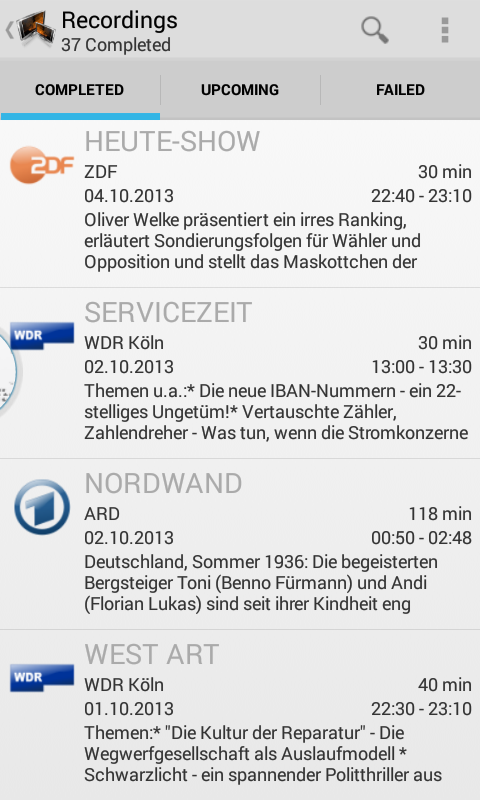 Recordings
37 Completed
COMPLETED UPCOMING FAILED
HEUTE-SHOW
ZDF
ZDF 30 min
04.10.2013 22:40 - 23:10
Oliver Welke präsentiert ein irres Ranking,
erläutert Sondierungsfolgen für Wähler und
Opposition und stellt das Maskottchen der
SERVICEZEIT
WDR
WDR Köln 30 min
02.10.2013 13:00 - 13:30
Themen u.a.:* Die neue IBAN-Nummern - ein 22-
stelliges Ungetüm!* Vertauschte Zähler,
Zahlendreher - Was tun, wenn die Stromkonzerne
NORDWAND
1
ARD 118 min
02.10.2013 00:50 - 02:48
Deutschland, Sommer 1936: Die begeisterten
Bergsteiger Toni (Benno Fürmann) und Andi
(Florian Lukas) sind seit ihrer Kindheit eng
WEST ART
WDR
WDR Köln 40 min
01.10.2013 22:30 - 23:10
Themen:* "Die Kultur der Reparatur" - Die
Wegwerfgesellschaft als Auslaufmodell *
Schwarzlicht - ein spannender Politthriller aus